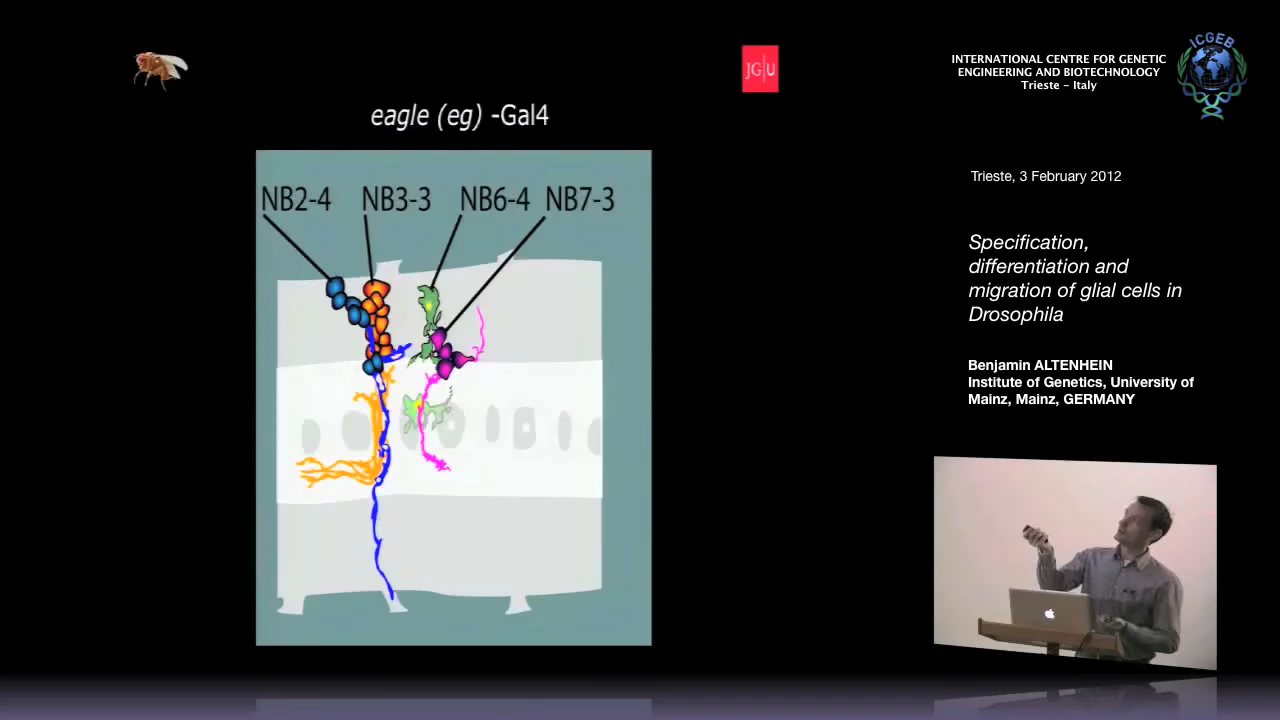 INTERNATIONAL CENTRE FOR GENETIC
ENGINEERING AND BIOTECHNOLOGY
Trieste – Italy
ICGEB
JG|U
eagle (eg) -Gal4
NB2-4 NB3-3 NB6-4 NB7-3
Trieste, 3 February 2012
Specification,
differentiation and
migration of glial cells in
Drosophila
Benjamin ALTENHEIN
Institute of Genetics, University of
Mainz, Mainz, GERMANY